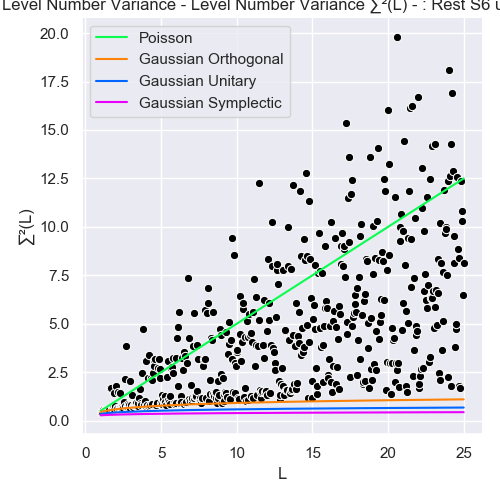 Level Number Variance - Level Number Variance ∑²(L) - : Rest S6 u
Poisson
Gaussian Orthogonal
Gaussian Unitary
Gaussian Symplectic
20.0
17.5
15.0
12.5
10.0
7.5
5.0
2.5
0.0
∑²(L)
0 5 10 15 20 25
L